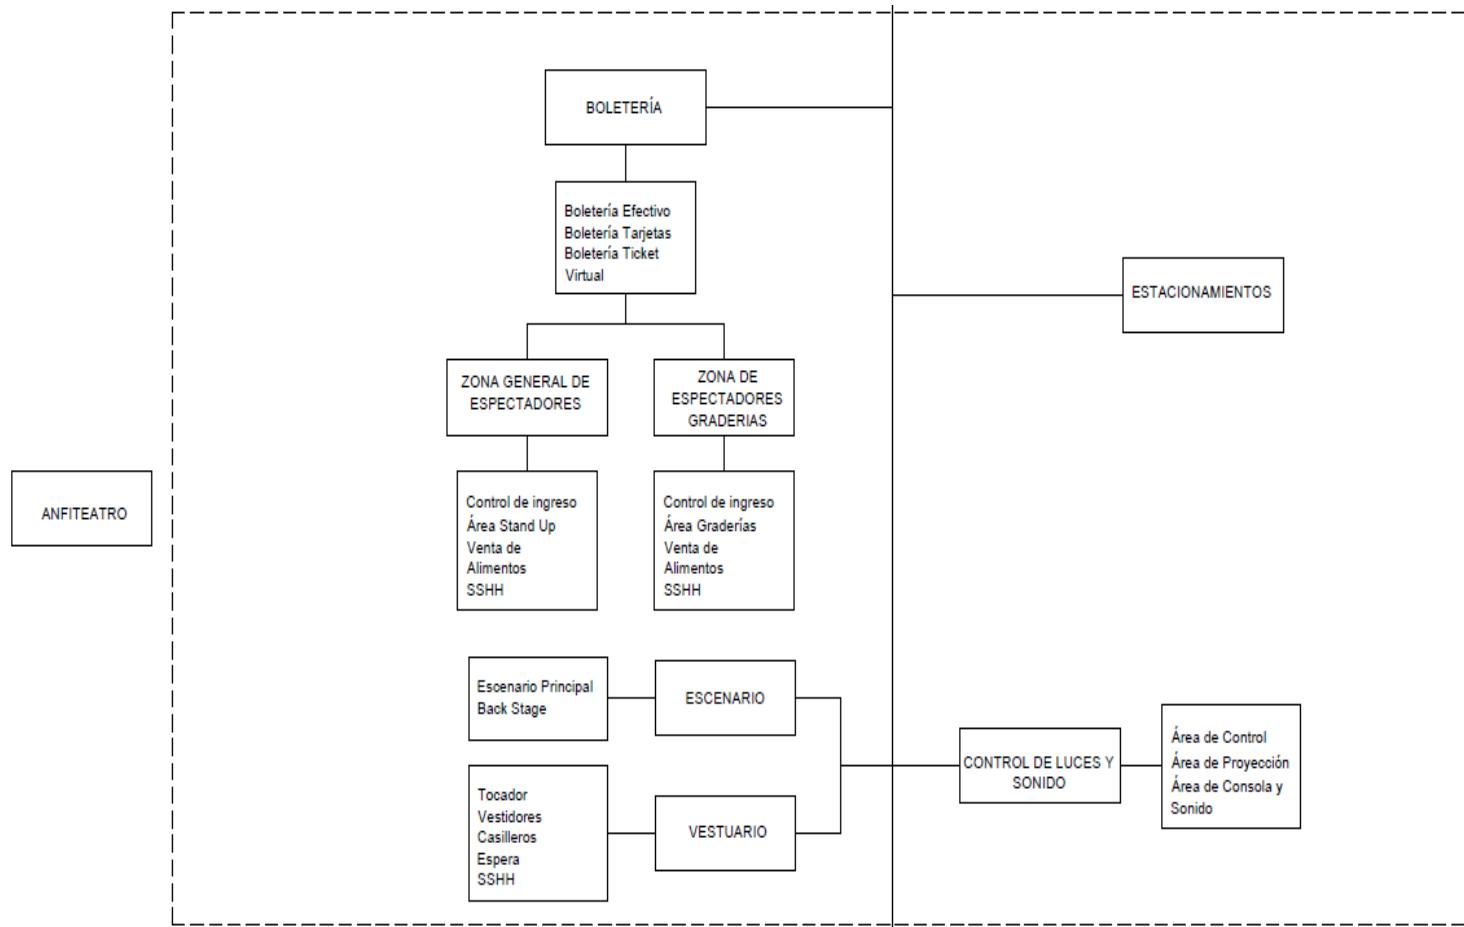 BOLETERÍA
Boletería Efectivo
Boletería Tarjetas
Boletería Ticket
Virtual
ESTACIONAMIENTOS
ZONA GENERAL DE
ESPECTADORES
ZONA DE
ESPECTADORES
GRADERIAS
ANFITEATRO
Control de ingreso
Área Stand Up
Venta de
Alimentos
SSHH
Control de ingreso
Área Graderías
Venta de
Alimentos
SSHH
Escenario Principal
Back Stage
ESCENARIO
CONTROL DE LUCES Y
SONIDO
Área de Control
Área de Proyección
Área de Consola y
Sonido
Tocador
Vestidores
Casilleros
Espera
SSHH
VESTUARIO